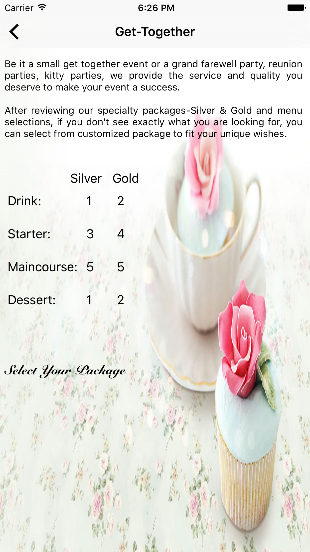 Carrier 6:26 PM
Get-Together
Be it a small get together event or a grand farewell party, reunion
parties, kitty parties, we provide the service and quality you
deserve to make your event a success.
After reviewing our specialty packages-Silver & Gold and menu
selections, if you don't see exactly what you are looking for, you
can select from customized package to fit your unique wishes.
Silver Gold
Drink: 1 2
Starter: 3 4
Maincourse: 5 5
Dessert: 1 2
Select Your Package